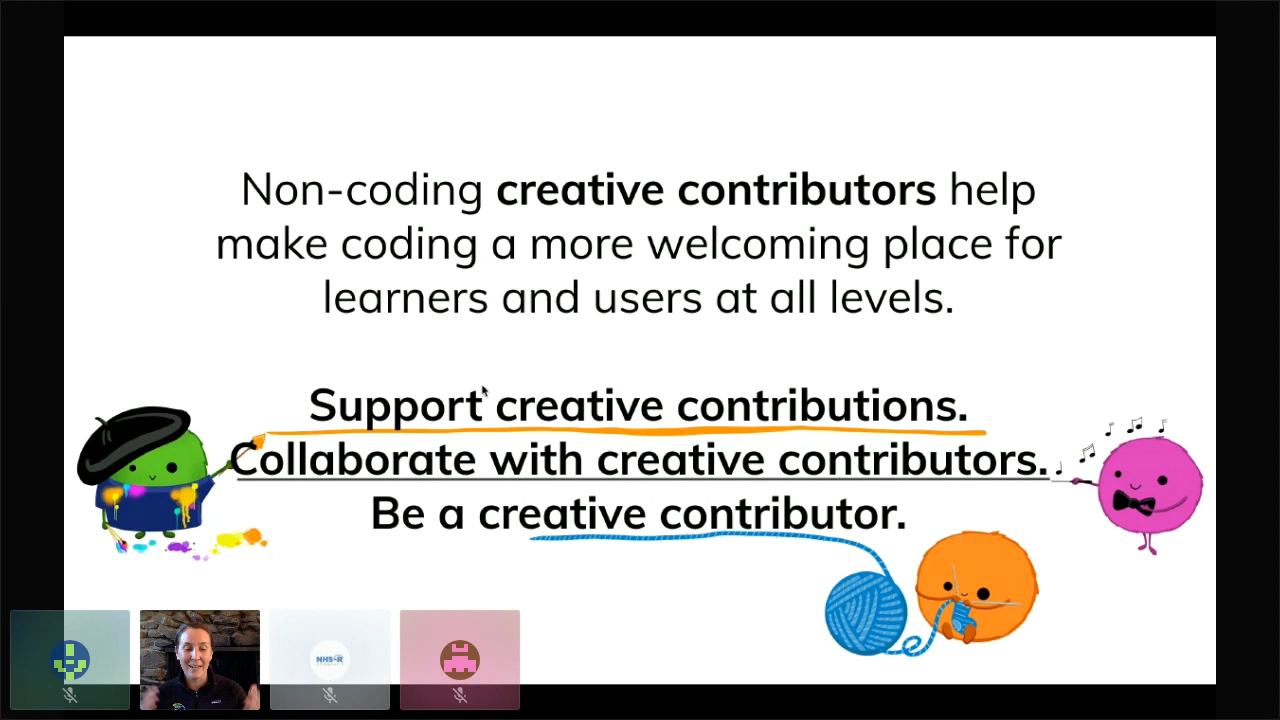 Non-coding creative contributors help
make coding a more welcoming place for
learners and users at all levels.
Support creative contributions.
Collaborate with creative contributors.
Be a creative contributor.
NHS-R